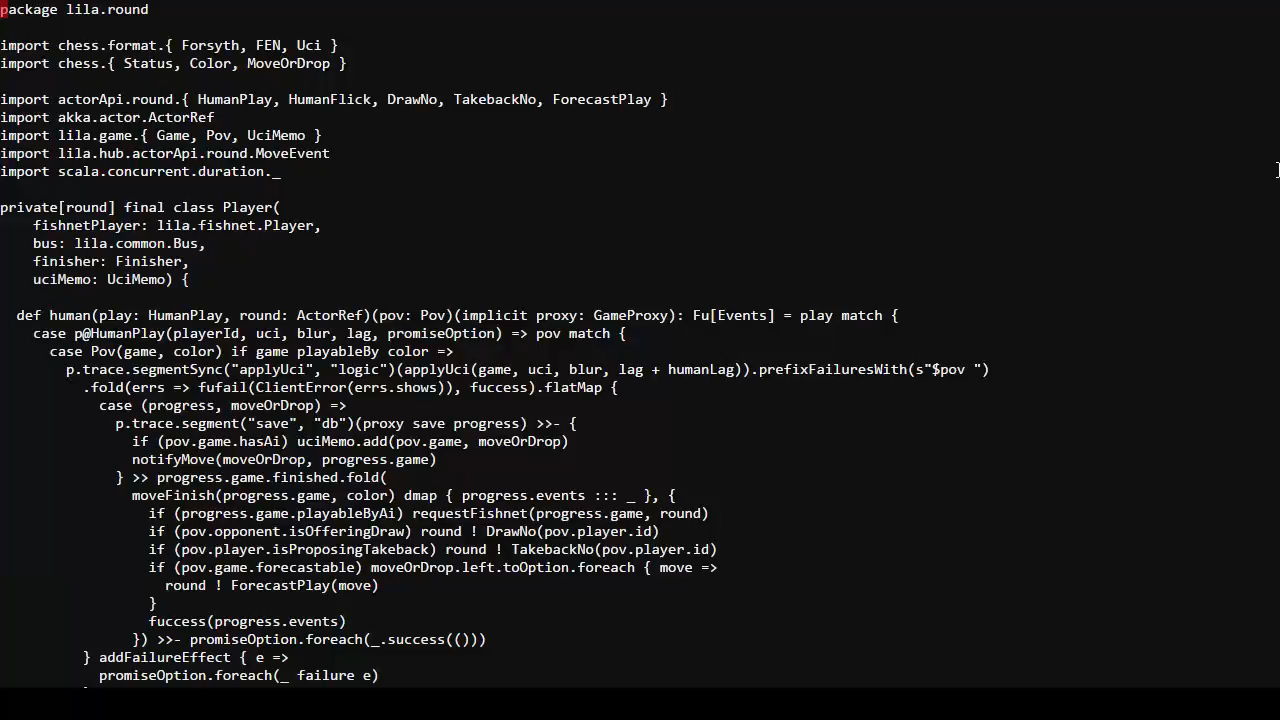 package lila.round
import chess.format.{ Forsyth, FEN, Uci }
import chess.{ Status, Color, MoveOrDrop }
import actorApi.round.{ HumanPlay, HumanFlick, DrawNo, TakebackNo, ForecastPlay }
import akka.actor.ActorRef
import lila.game.{ Game, Pov, UciMemo }
import lila.hub.actorApi.round.MoveEvent
import scala.concurrent.duration._
private[round] final class Player(
    fishnetPlayer: lila.fishnet.Player,
    bus: lila.common.Bus,
    finisher: Finisher,
    uciMemo: UciMemo) {
  def human(play: HumanPlay, round: ActorRef)(pov: Pov)(implicit proxy: GameProxy): Fu[Events] = play match {
    case p@HumanPlay(playerId, uci, blur, lag, promiseOption) => pov match {
      case Pov(game, color) if game playableBy color =>
        p.trace.segmentSync("applyUci", "logic")(applyUci(game, uci, blur, lag + humanLag)).prefixFailuresWith(s"$pov ")
          .fold(errs => fufail(ClientError(errs.shows)), fuccess).flatMap {
            case (progress, moveOrDrop) =>
              p.trace.segment("save", "db")(proxy save progress) >>- {
                if (pov.game.hasAi) uciMemo.add(pov.game, moveOrDrop)
                notifyMove(moveOrDrop, progress.game)
              } >> progress.game.finished.fold(
                moveFinish(progress.game, color) dmap { progress.events ::: _ }, {
                  if (progress.game.playableByAi) requestFishnet(progress.game, round)
                  if (pov.opponent.isOfferingDraw) round ! DrawNo(pov.player.id)
                  if (pov.player.isProposingTakeback) round ! TakebackNo(pov.player.id)
                  if (pov.game.forecastable) moveOrDrop.left.toOption.foreach { move =>
                    round ! ForecastPlay(move)
                  }
                  fuccess(progress.events)
                }) >>- promiseOption.foreach(_.success(()))
          } addFailureEffect { e =>
            promiseOption.foreach(_ failure e)